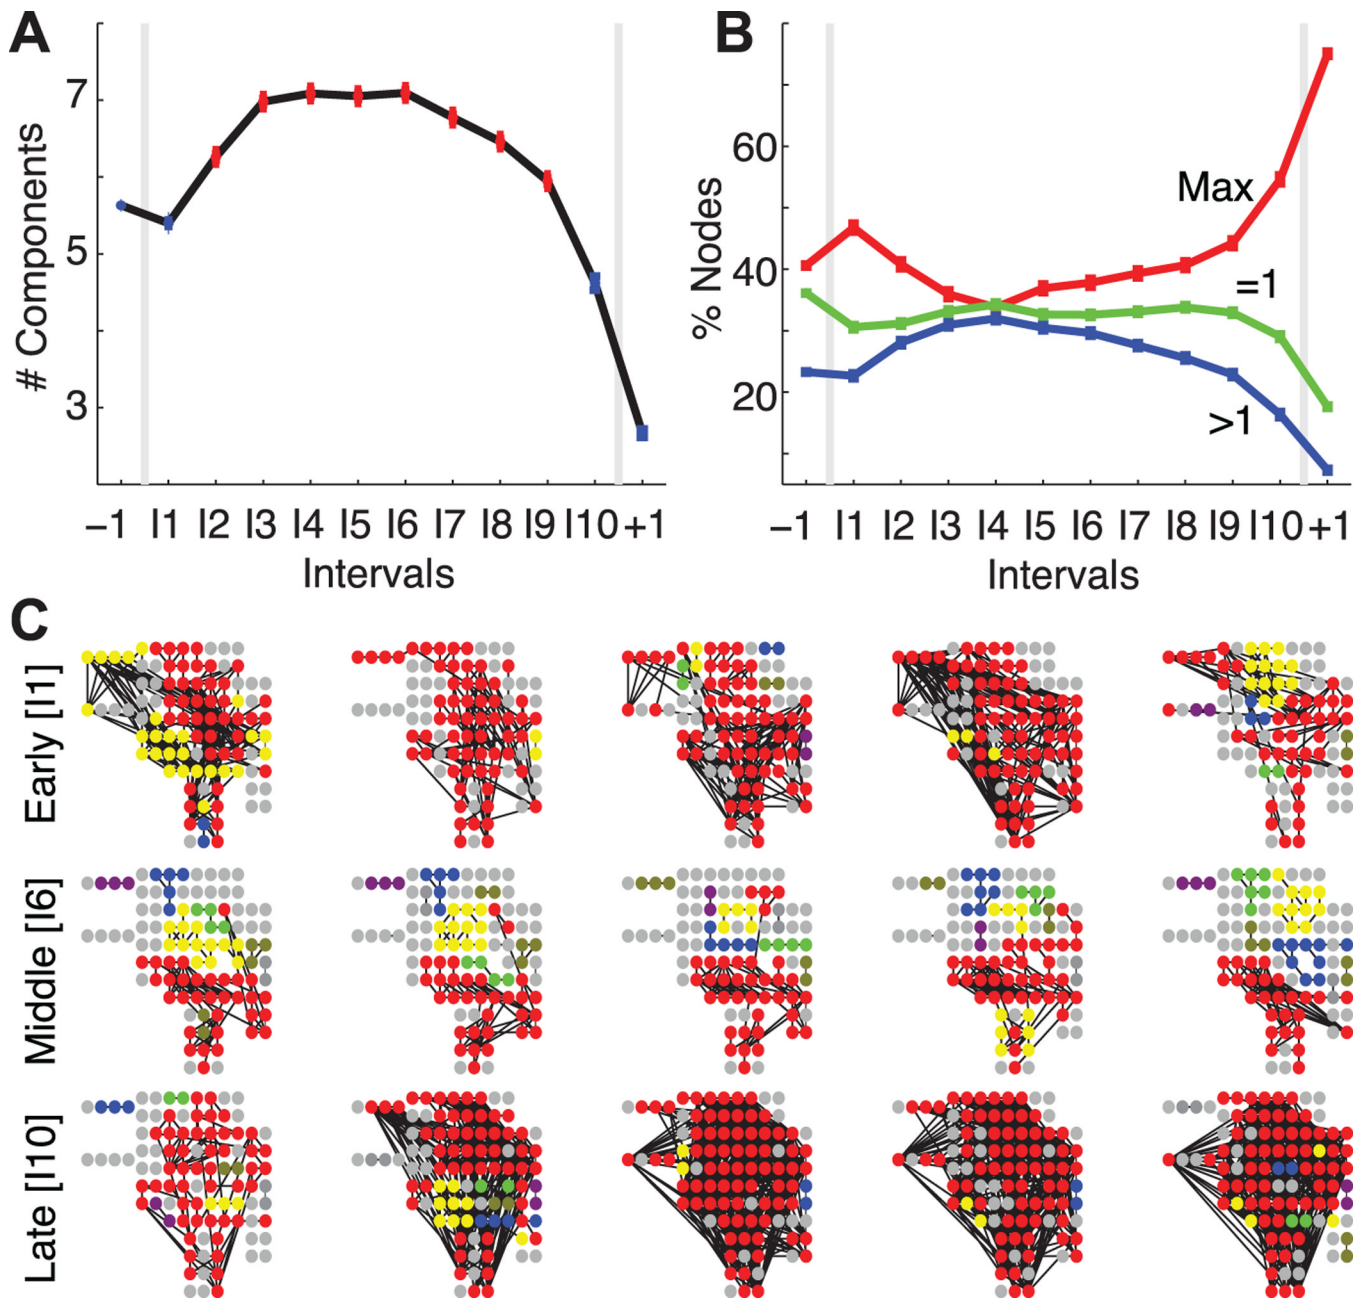 A
# Components
7
5
3
−1 I1 I2 I3 I4 I5 I6 I7 I8 I9 I10 +1
Intervals
B
% Nodes
60
40
20
Max
=1
>1
−1 I1 I2 I3 I4 I5 I6 I7 I8 I9 I10 +1
Intervals
C
Early [I1]
Middle [I6]
Late [I10]